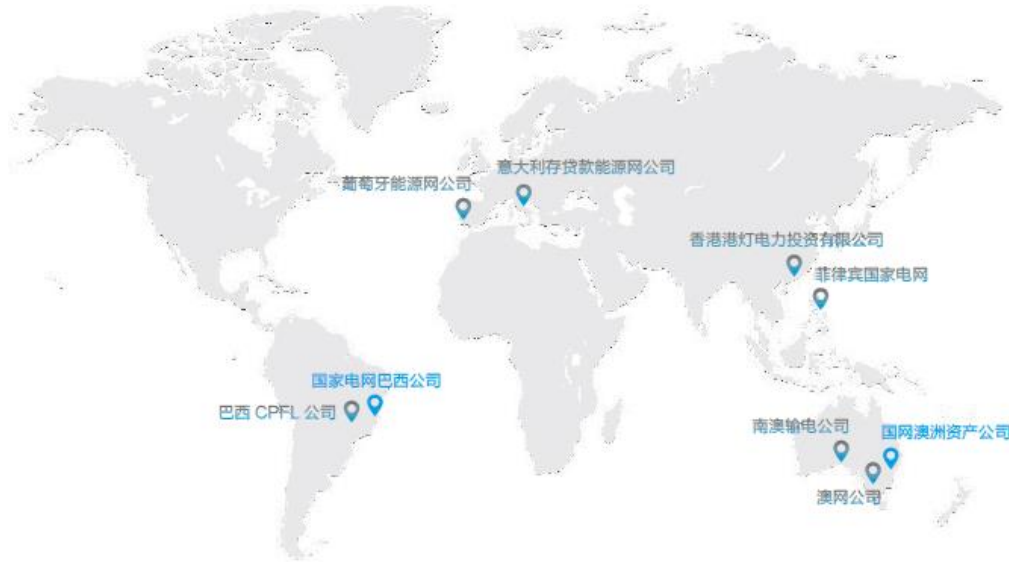 意大利存贷款能源网公司
葡萄牙能源网公司
香港港灯电力投资有限公司
菲律宾国家电网
国家电网巴西公司
巴西 CPFL 公司
南澳输电公司
国网澳洲资产公司
澳网公司